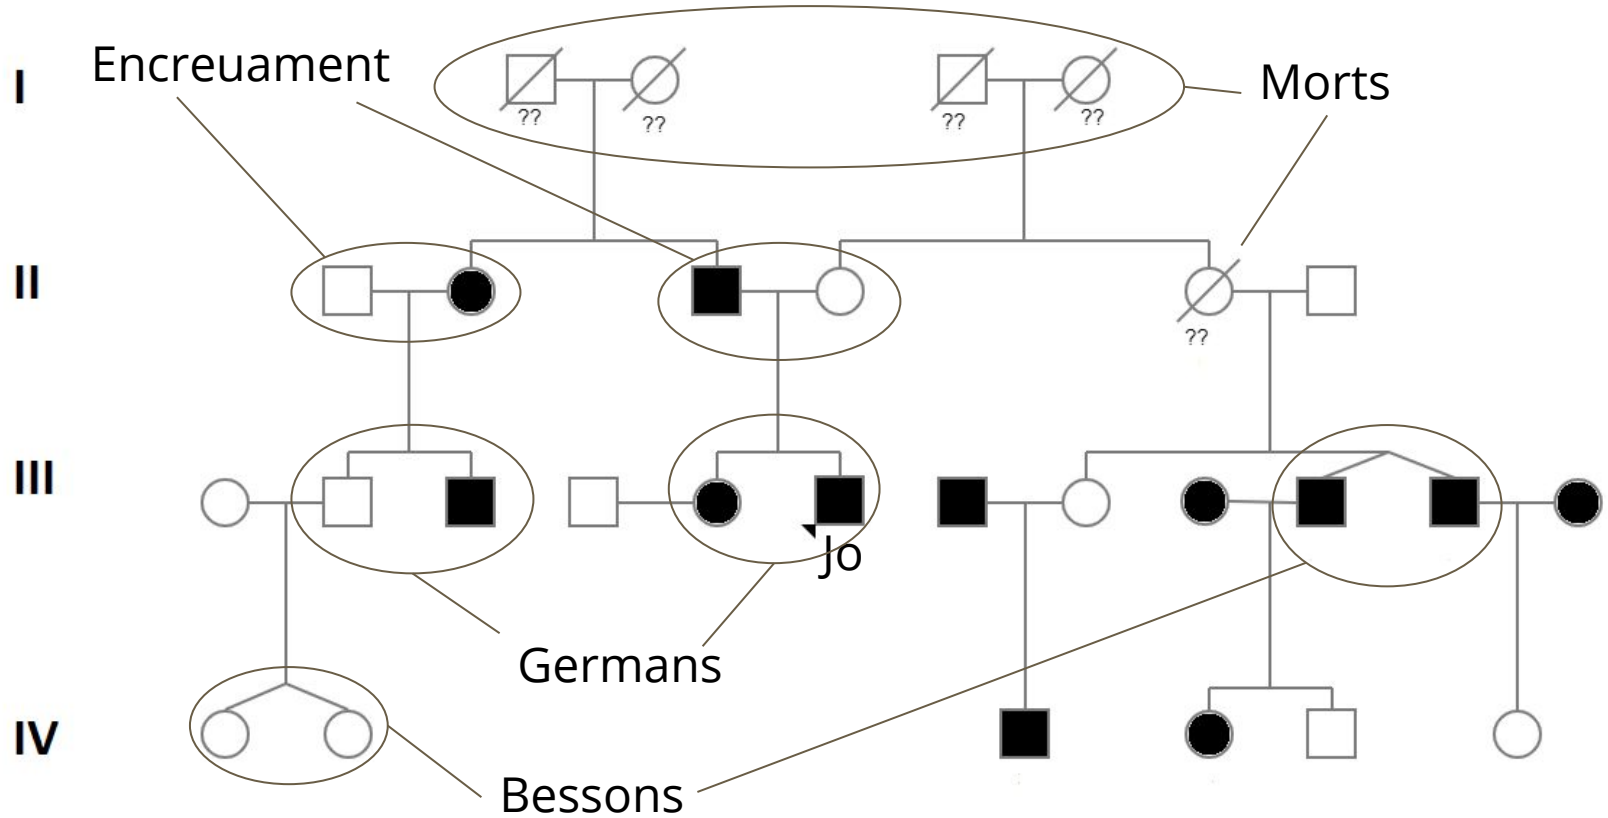 Encreuament
Morts
I
??
??
??
??
II
??
III
Jo
Germans
IV
Bessons